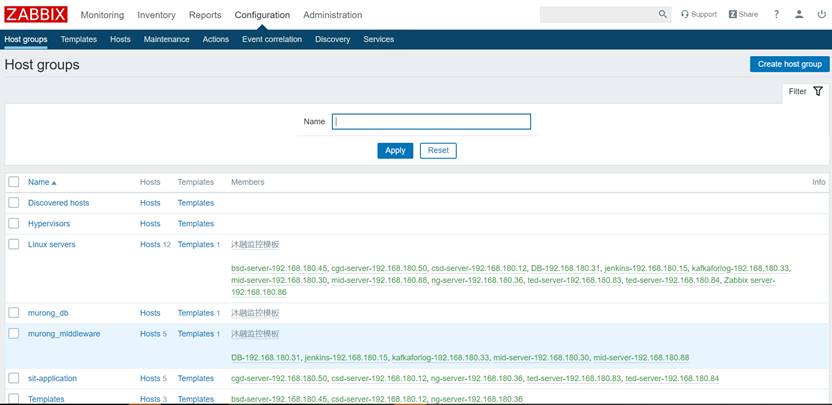 ZABBIX Monitoring Inventory Reports Configuration Administration Support Share ?
Host groups Templates Hosts Maintenance Actions Event correlation Discovery Services
Host groups Create host group
Filter
Name
Apply Reset
Name Hosts Templates Members Info
Discovered hosts Hosts Templates
Hypervisors Hosts Templates
Linux servers Hosts 12 Templates 1 沐融监控模板
bsd-server-192.168.180.45, cgd-server-192.168.180.50, csd-server-192.168.180.12, DB-192.168.180.31, jenkins-192.168.180.15, kafkaforlog-192.168.180.33,
mid-server-192.168.180.30, mid-server-192.168.180.88, ng-server-192.168.180.36, ted-server-192.168.180.83, ted-server-192.168.180.84, Zabbix server-
192.168.180.86
murong_db Hosts Templates 1 沐融监控模板
murong_middleware Hosts 5 Templates 1 沐融监控模板
DB-192.168.180.31, jenkins-192.168.180.15, kafkaforlog-192.168.180.33, mid-server-192.168.180.30, mid-server-192.168.180.88
sit-application Hosts 5 Templates cgd-server-192.168.180.50, csd-server-192.168.180.12, ng-server-192.168.180.36, ted-server-192.168.180.83, ted-server-192.168.180.84
Templates Hosts 3 Templates bsd-server-192.168.180.45, csd-server-192.168.180.12, ng-server-192.168.180.36